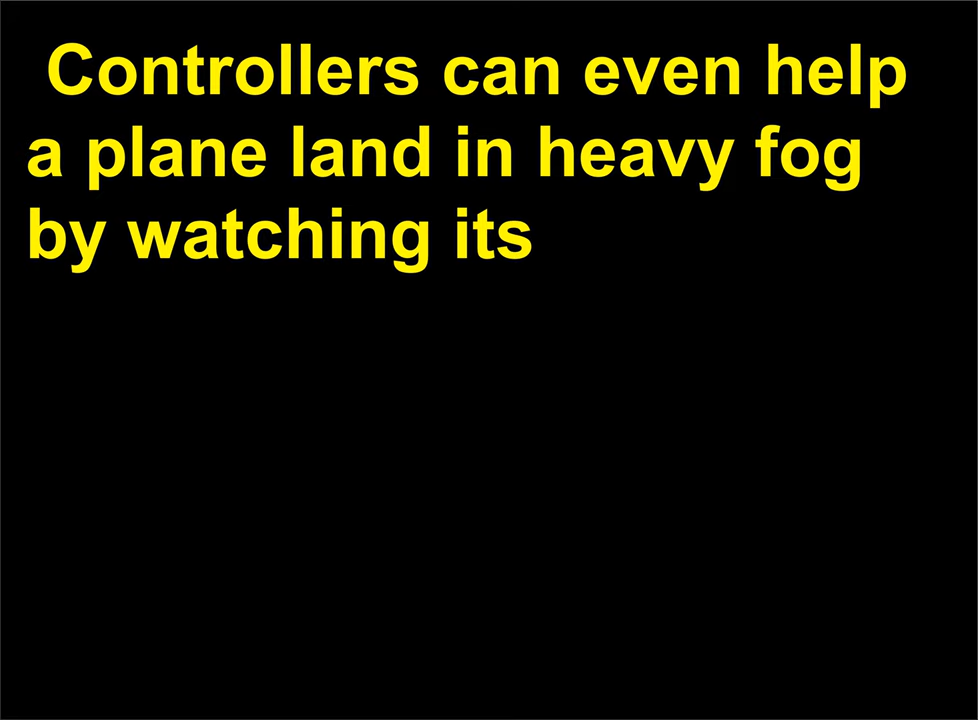 Controllers can even help
a plane land in heavy fog
by watching its